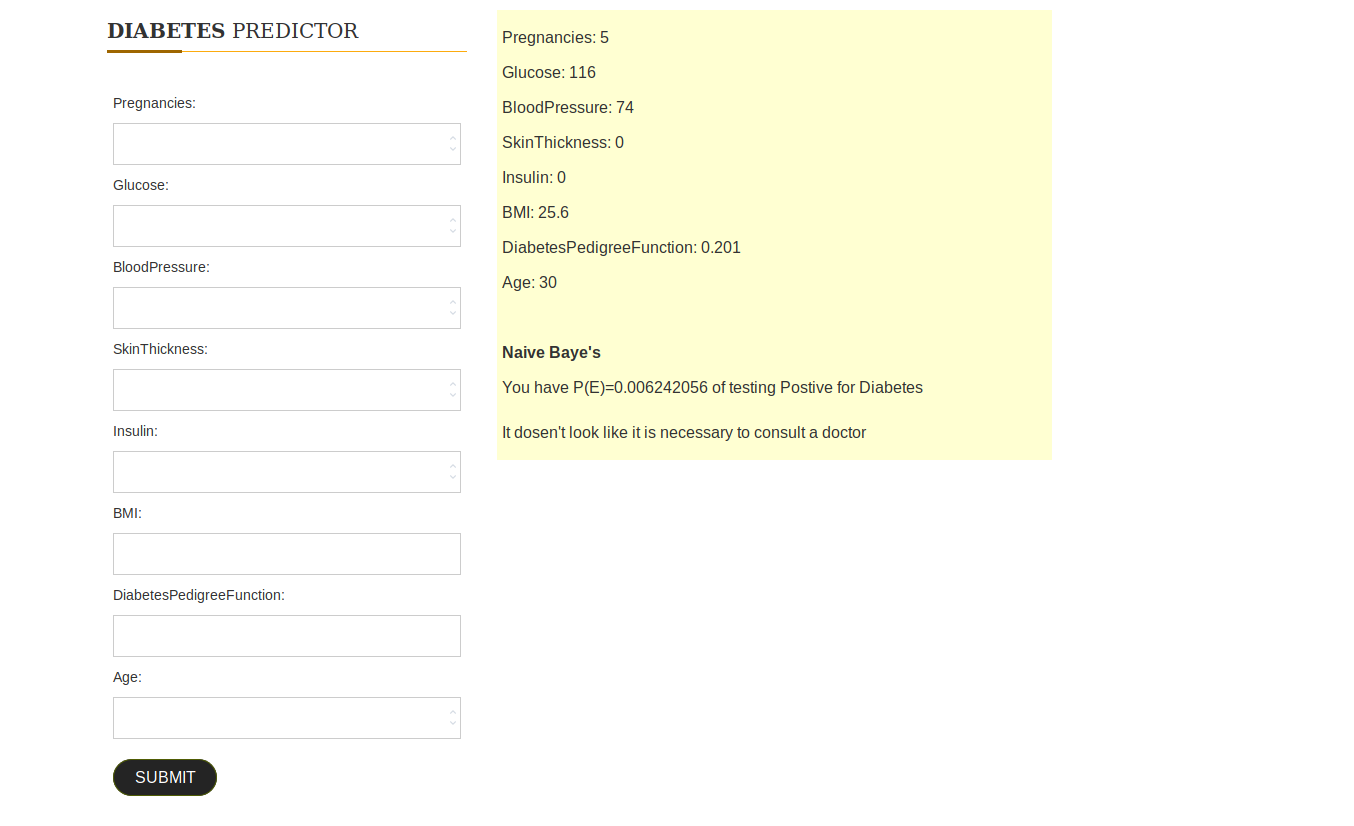 DIABETES PREDICTOR
Pregnancies:
Glucose:
BloodPressure:
SkinThickness:
Insulin:
BMI:
DiabetesPedigreeFunction:
Age:
SUBMIT
Pregnancies: 5
Glucose: 116
BloodPressure: 74
SkinThickness: 0
Insulin: 0
BMI: 25.6
DiabetesPedigreeFunction: 0.201
Age: 30
Naive Baye's
You have P(E)=0.006242056 of testing Postive for Diabetes
It dosen't look like it is necessary to consult a doctor